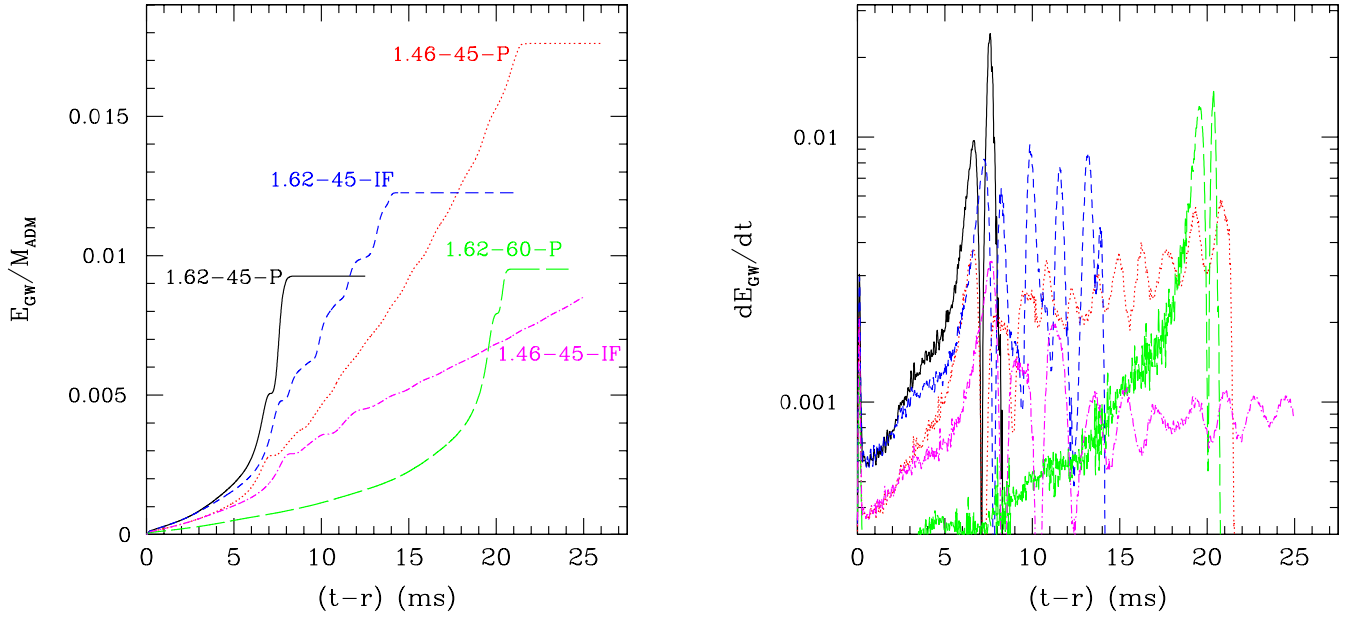 1.46−45−P
0.015
1.62−45−IF
0.01
1.62−60−P
1.62−45−P
1.46−45−IF
0.005
0
0 5 10 15 20 25
(t−r) (ms)
E_GW/M_ADM
0.01
0.001
0 5 10 15 20 25
(t−r) (ms)
dE_GW/dt